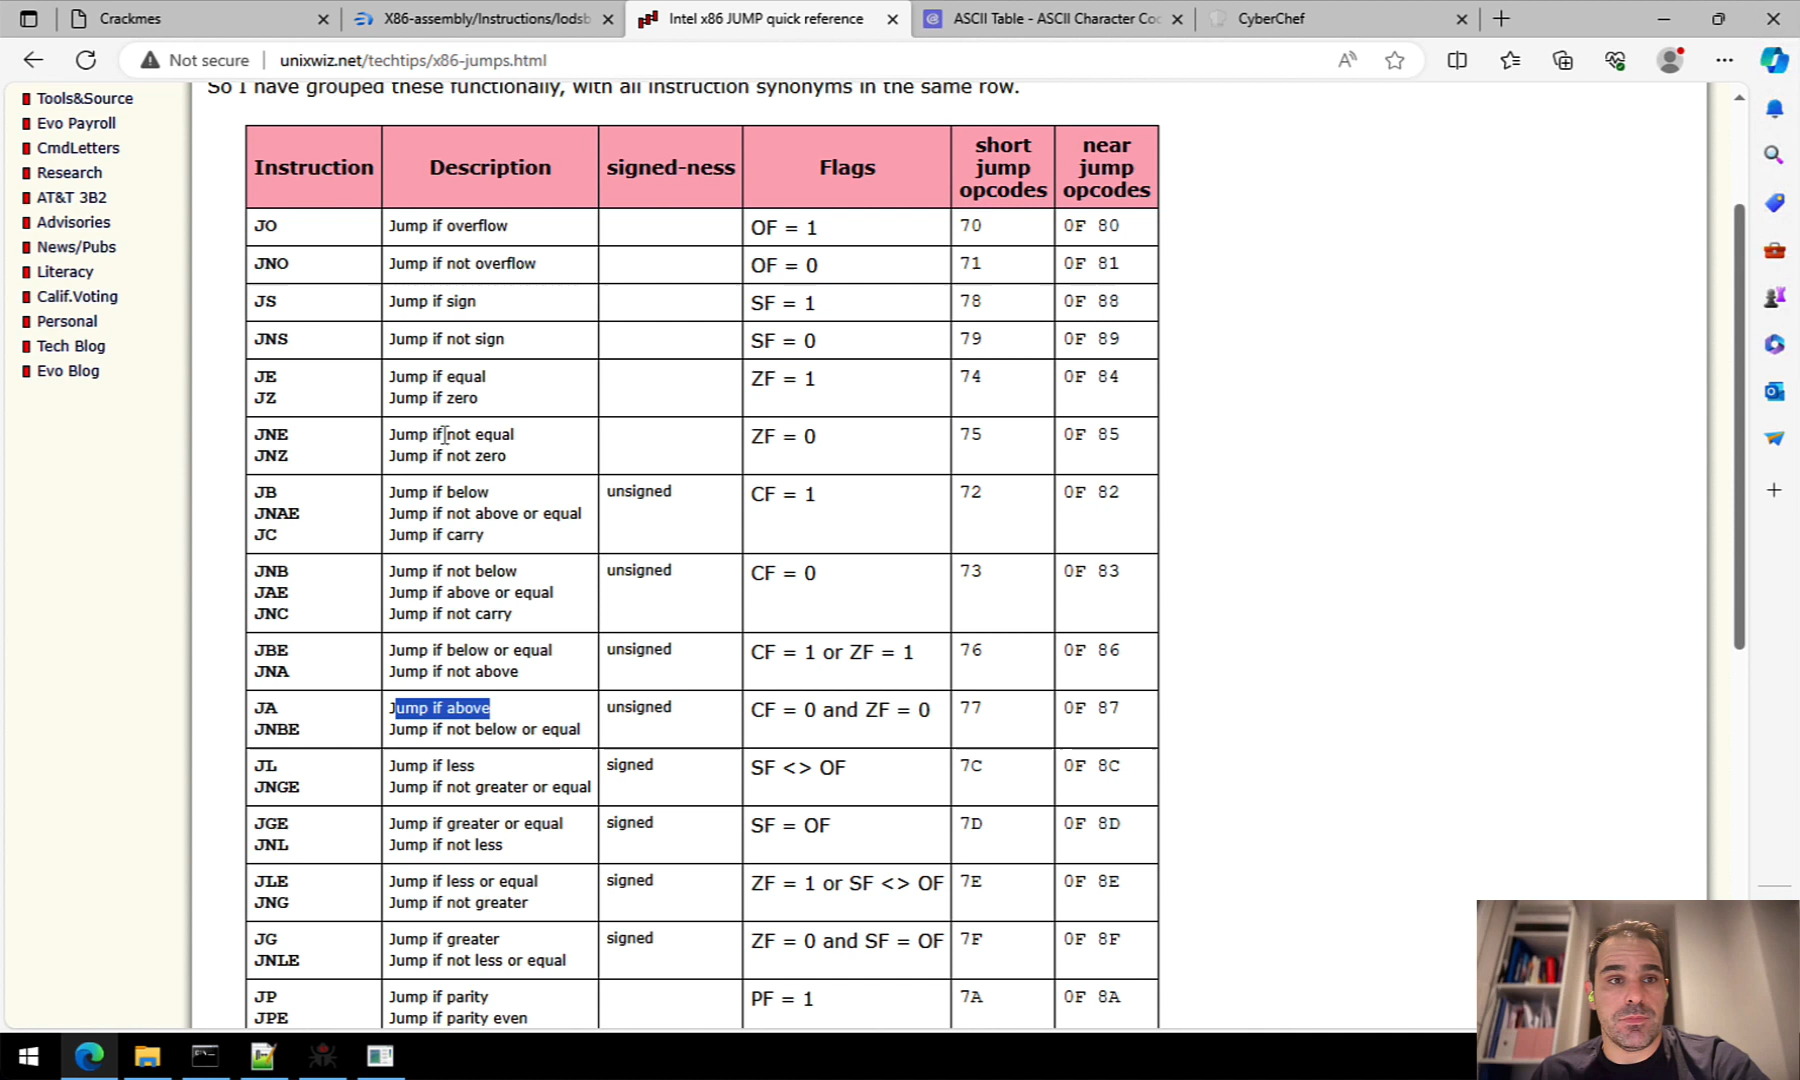 Crackmes
X86-assembly/Instructions/lodsb
Intel x86 JUMP quick reference
ASCII Table - ASCII Character Coc
CyberChef
Not secure
unixwiz.net/techtips/x86-jumps.html
So I have grouped these functionally, with all instruction synonyms in the same row.
Tools&Source
Evo Payroll
CmdLetters
Research
AT&T 3B2
Advisories
News/Pubs
Literacy
Calif.Voting
Personal
Tech Blog
Evo Blog
Instruction Description signed-ness Flags short jump opcodes near jump opcodes
JO Jump if overflow OF = 1 70 0F 80
JNO Jump if not overflow OF = 0 71 0F 81
JS Jump if sign SF = 1 78 0F 88
JNS Jump if not sign SF = 0 79 0F 89
JE Jump if equal ZF = 1 74 0F 84
JZ Jump if zero
JNE Jump if not equal ZF = 0 75 0F 85
JNZ Jump if not zero
JB Jump if below unsigned CF = 1 72 0F 82
JNAE Jump if not above or equal
JC Jump if carry
JNB Jump if not below unsigned CF = 0 73 0F 83
JAE Jump if above or equal
JNC Jump if not carry
JBE Jump if below or equal unsigned CF = 1 or ZF = 1 76 0F 86
JNA Jump if not above
JA Jump if above unsigned CF = 0 and ZF = 0 77 0F 87
JNBE Jump if not below or equal
JL Jump if less signed SF <> OF 7C 0F 8C
JNGE Jump if not greater or equal
JGE Jump if greater or equal signed SF = OF 7D 0F 8D
JNL Jump if not less
JLE Jump if less or equal signed ZF = 1 or SF <> OF 7E 0F 8E
JNG Jump if not greater
JG Jump if greater signed ZF = 0 and SF = OF 7F 0F 8F
JNLE Jump if not less or equal
JP Jump if parity PF = 1 7A 0F 8A
JPE Jump if parity even